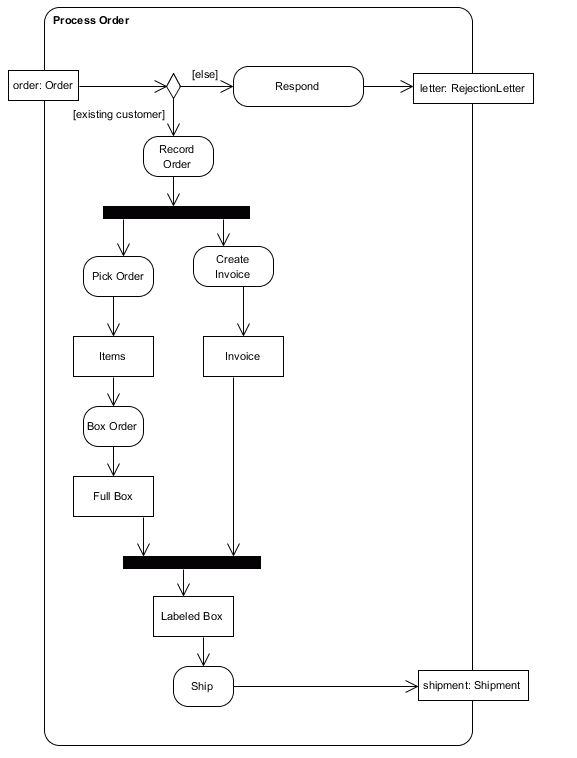 Process Order
order: Order
[else]
Respond
letter: RejectionLetter
[existing customer]
Record
Order
Pick Order
Create
Invoice
Items
Invoice
Box Order
Full Box
Labeled Box
Ship
shipment: Shipment